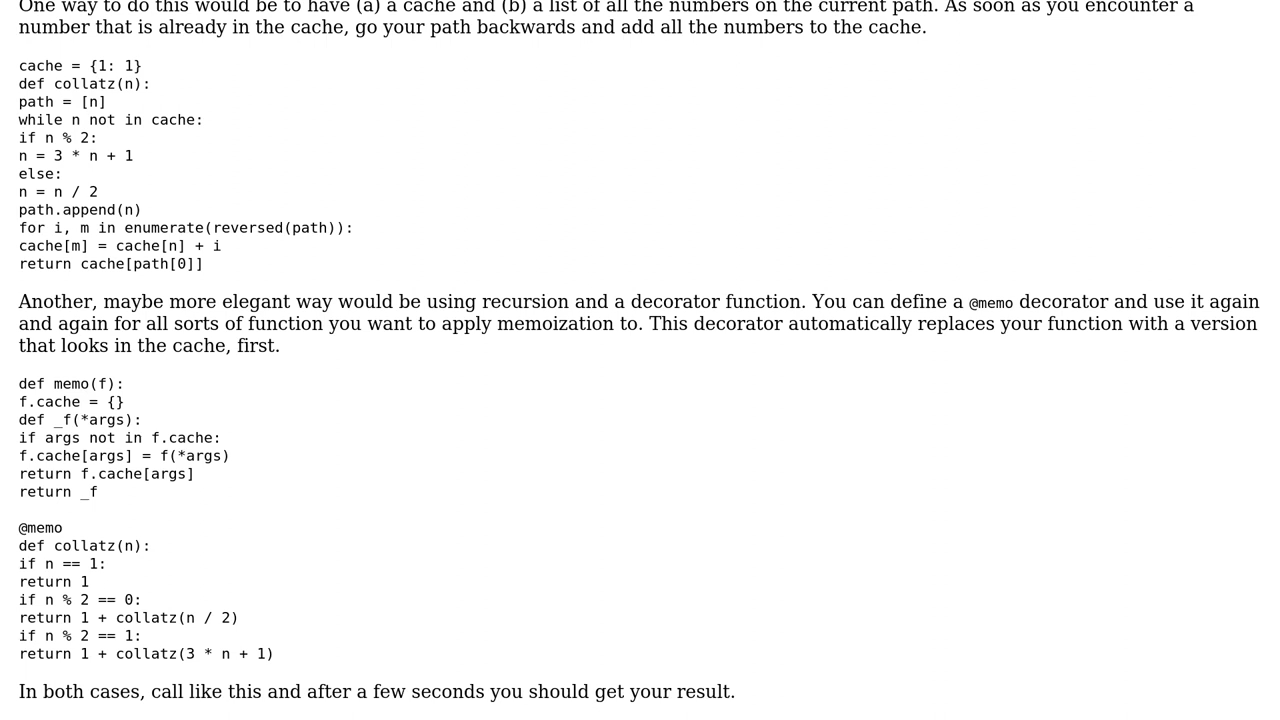 One way to do this would be to have (a) a cache and (b) a list of all the numbers on the current path. As soon as you encounter a
number that is already in the cache, go your path backwards and add all the numbers to the cache.
cache = {1: 1}
def collatz(n):
path = [n]
while n not in cache:
if n % 2:
n = 3 * n + 1
else:
n = n / 2
path.append(n)
for i, m in enumerate(reversed(path)):
cache[m] = cache[n] + i
return cache[path[0]]
Another, maybe more elegant way would be using recursion and a decorator function. You can define a @memo decorator and use it again
and again for all sorts of function you want to apply memoization to. This decorator automatically replaces your function with a version
that looks in the cache, first.
def memo(f):
f.cache = {}
def _f(*args):
if args not in f.cache:
f.cache[args] = f(*args)
return f.cache[args]
return _f
@memo
def collatz(n):
if n == 1:
return 1
if n % 2 == 0:
return 1 + collatz(n / 2)
if n % 2 == 1:
return 1 + collatz(3 * n + 1)
In both cases, call like this and after a few seconds you should get your result.